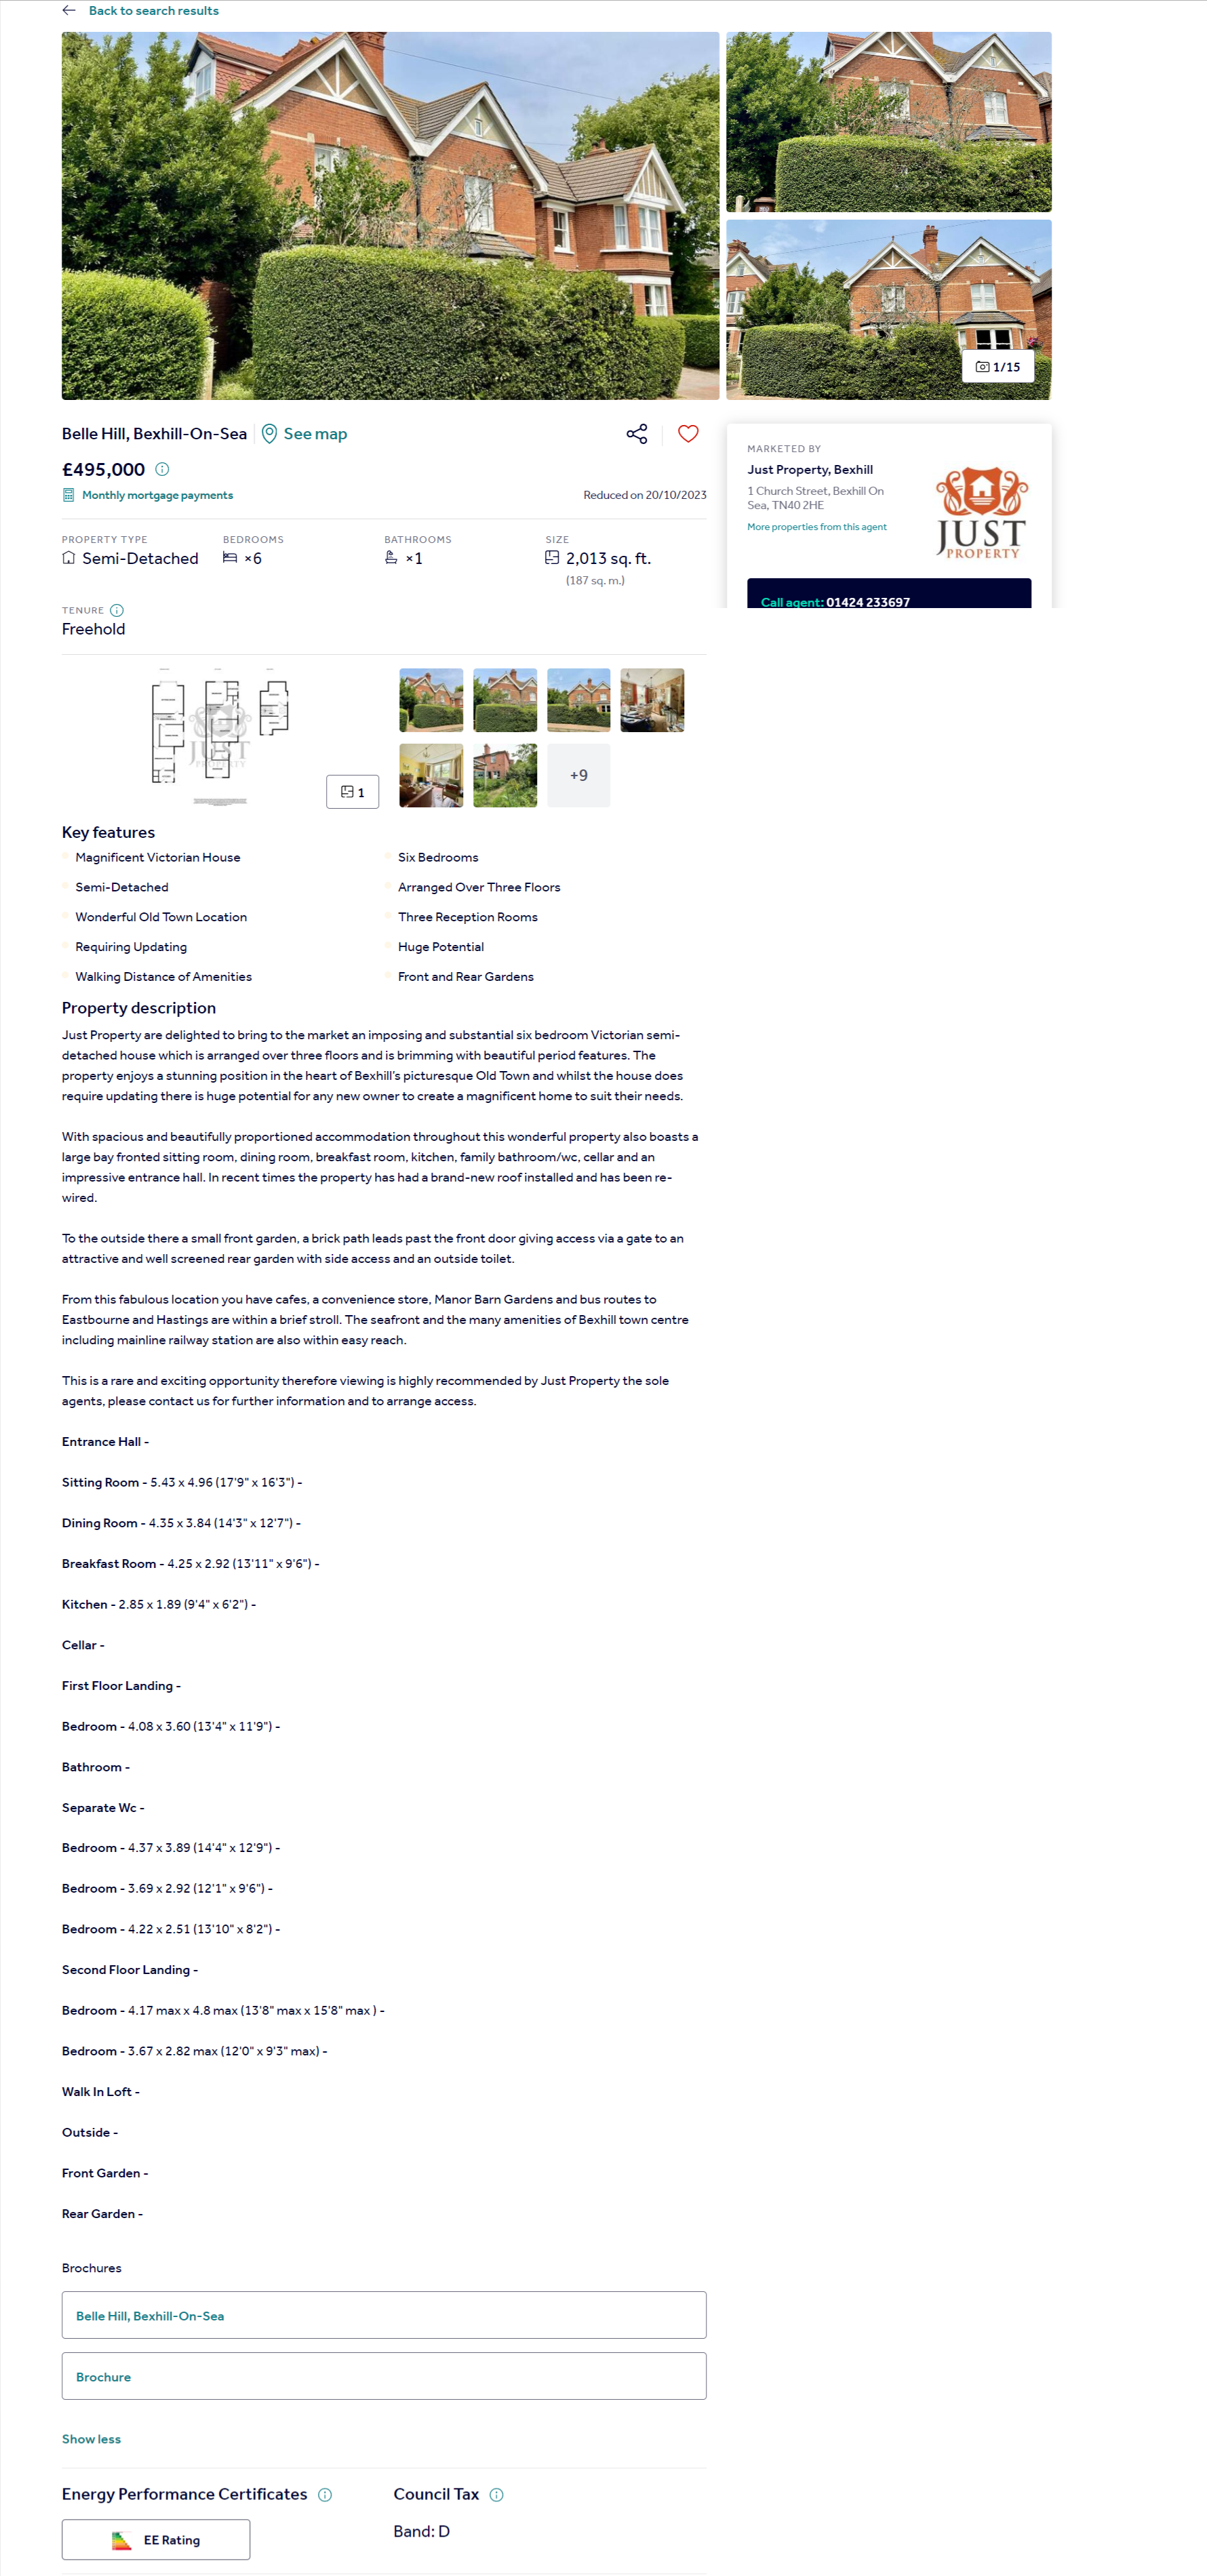 Back to search results
1/15
Belle Hill, Bexhill-On-Sea
See map
£495,000
Monthly mortgage payments
Reduced on 20/10/2023
MARKETED BY
Just Property, Bexhill
1 Church Street, Bexhill On
Sea, TN40 2HE
More properties from this agent
JUST
PROPERTY
Call agent: 01424 233697
PROPERTY TYPE
Semi-Detached
BEDROOMS
×6
BATHROOMS
×1
SIZE
2,013 sq. ft.
(187 sq. m.)
TENURE
Freehold
JUST
PROPERTY
1
+9
Key features
Magnificent Victorian House
Six Bedrooms
Semi-Detached
Arranged Over Three Floors
Wonderful Old Town Location
Three Reception Rooms
Requiring Updating
Huge Potential
Walking Distance of Amenities
Front and Rear Gardens
Property description
Just Property are delighted to bring to the market an imposing and substantial six bedroom Victorian semi-
detached house which is arranged over three floors and is brimming with beautiful period features. The
property enjoys a stunning position in the heart of Bexhill's picturesque Old Town and whilst the house does
require updating there is huge potential for any new owner to create a magnificent home to suit their needs.
With spacious and beautifully proportioned accommodation throughout this wonderful property also boasts a
large bay fronted sitting room, dining room, breakfast room, kitchen, family bathroom/wc, cellar and an
impressive entrance hall. In recent times the property has had a brand-new roof installed and has been re-
wired.
To the outside there a small front garden, a brick path leads past the front door giving access via a gate to an
attractive and well screened rear garden with side access and an outside toilet.
From this fabulous location you have cafes, a convenience store, Manor Barn Gardens and bus routes to
Eastbourne and Hastings are within a brief stroll. The seafront and the many amenities of Bexhill town centre
including mainline railway station are also within easy reach.
This is a rare and exciting opportunity therefore viewing is highly recommended by Just Property the sole
agents, please contact us for further information and to arrange access.
Entrance Hall -
Sitting Room - 5.43 x 4.96 (17'9" x 16'3") -
Dining Room - 4.35 x 3.84 (14'3" x 12'7") -
Breakfast Room - 4.25 x 2.92 (13'11" x 9'6") -
Kitchen - 2.85 x 1.89 (9'4" x 6'2") -
Cellar -
First Floor Landing -
Bedroom - 4.08 x 3.60 (13'4" x 11'9") -
Bathroom -
Separate Wc -
Bedroom - 4.37 x 3.89 (14'4" x 12'9") -
Bedroom - 3.69 x 2.92 (12'1" x 9'6") -
Bedroom - 4.22 x 2.51 (13'10" x 8'2") -
Second Floor Landing -
Bedroom - 4.17 max x 4.8 max (13'8" max x 15'8" max ) -
Bedroom - 3.67 x 2.82 max (12'0" x 9'3" max) -
Walk In Loft -
Outside -
Front Garden -
Rear Garden -
Brochures
Belle Hill, Bexhill-On-Sea
Brochure
Show less
Energy Performance Certificates
Council Tax
EE Rating
Band: D